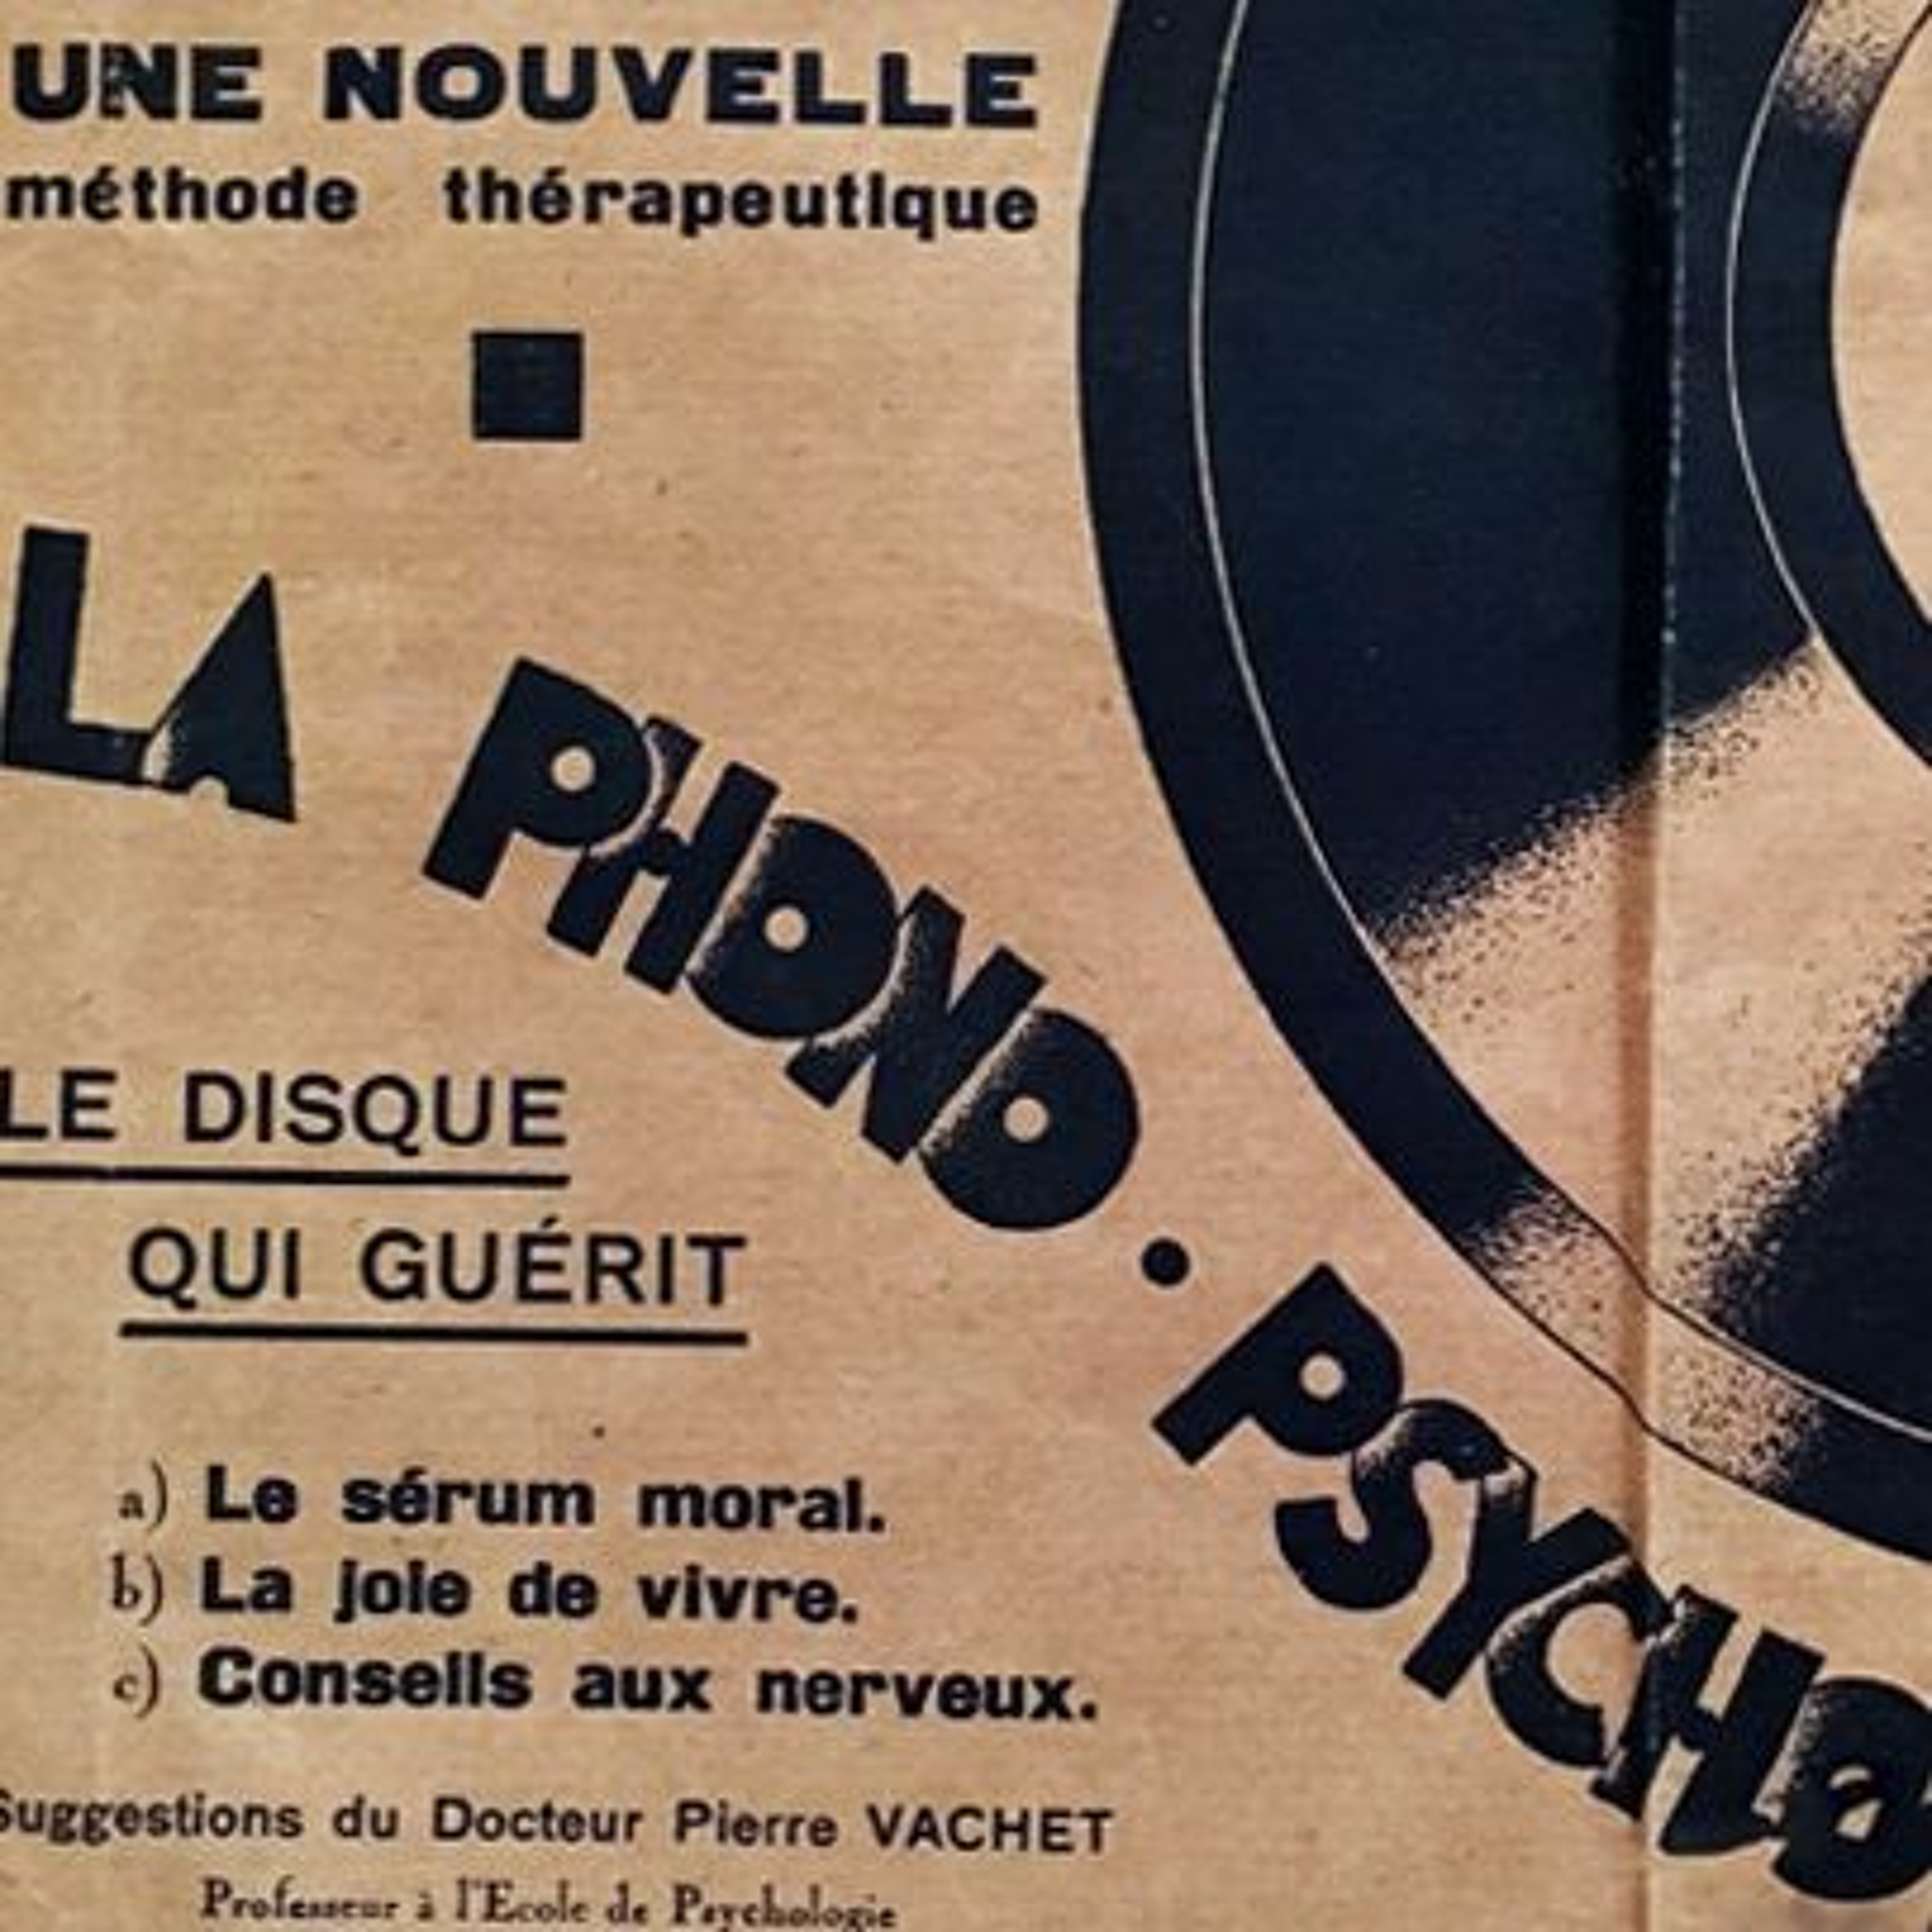 UNE NOUVELLE
méthode thérapeutique
LA PHONO.PSYCHO
LE DISQUE
QUI GUÉRIT
a) Le sérum moral.
b) La joie de vivre.
c) Conseils aux nerveux.
Suggestions du Docteur Pierre VACHET
Professeur à l'Ecole de Psychologie